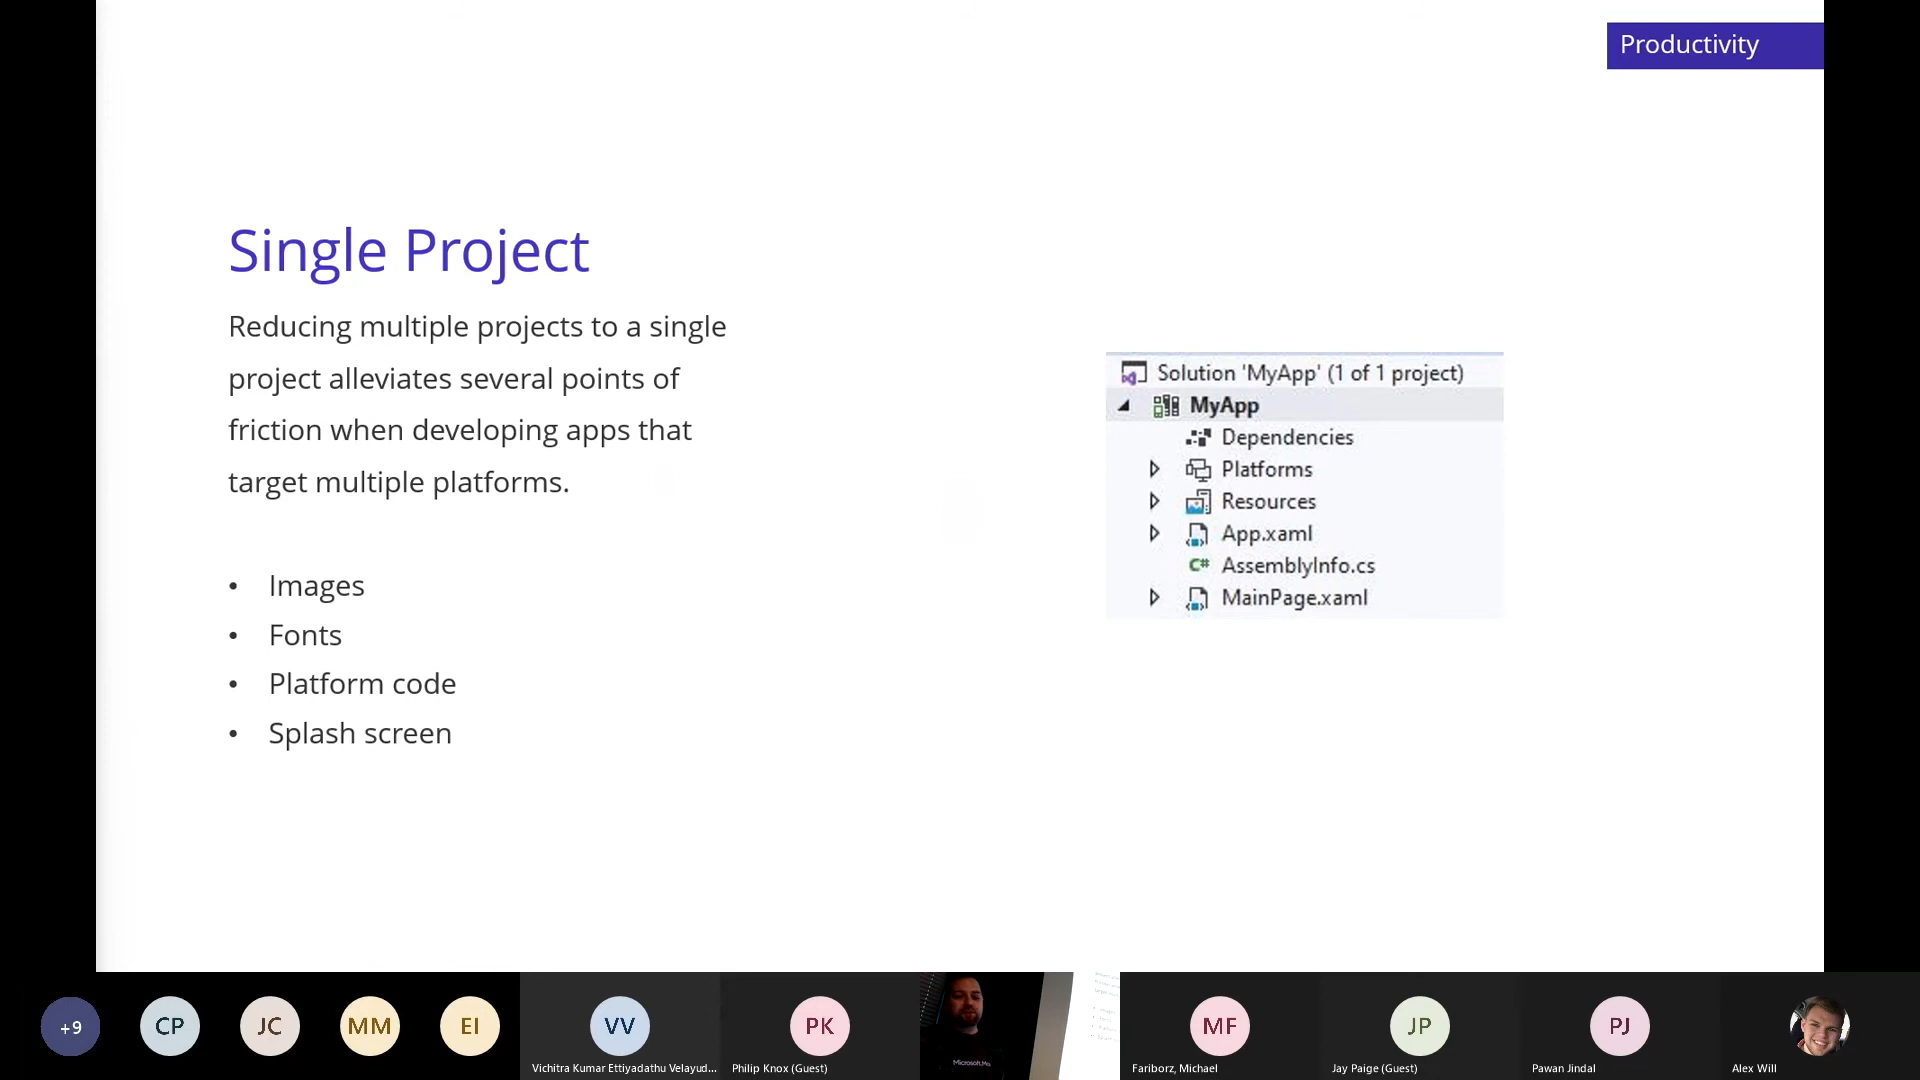 Productivity
Single Project
Reducing multiple projects to a single
project alleviates several points of
friction when developing apps that
target multiple platforms.
• Images
• Fonts
• Platform code
• Splash screen
Solution 'MyApp' (1 of 1 project)
MyApp
Dependencies
Platforms
Resources
App.xaml
C# AssemblyInfo.cs
MainPage.xaml
+9
CP
JC
MM
EI
VV
Vichitra Kumar Ettiyadathu Velayud...
PK
Philip Knox (Guest)
MF
Fariborz, Michael
JP
Jay Paige (Guest)
PJ
Pawan Jindal
Alex Will